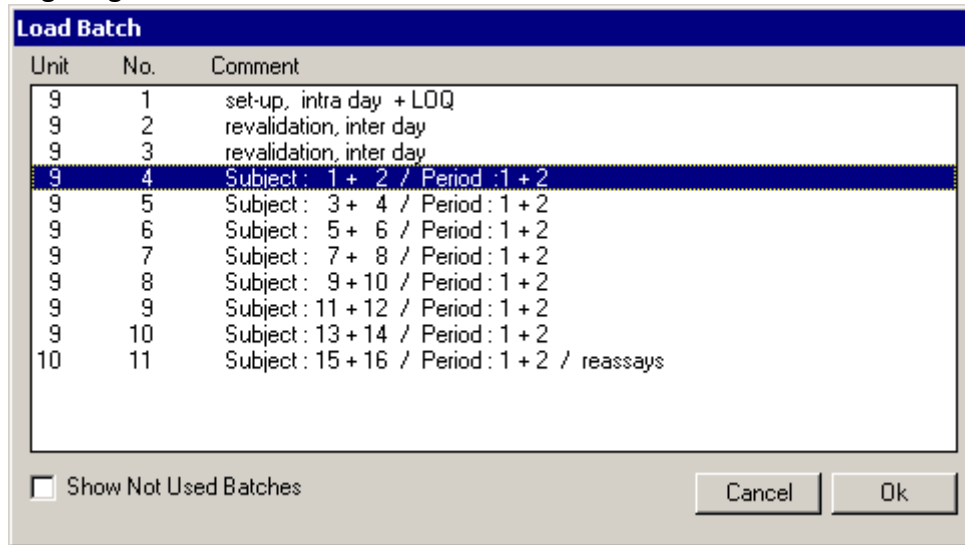 Load Batch
Unit No. Comment
9 1 set-up, intra day + LOQ
9 2 revalidation, inter day
9 3 revalidation, inter day
9 4 Subject : 1 + 2 / Period :1 + 2
9 5 Subject : 3 + 4 / Period : 1 + 2
9 6 Subject : 5 + 6 / Period : 1 + 2
9 7 Subject : 7 + 8 / Period : 1 + 2
9 8 Subject : 9 + 10 / Period : 1 + 2
9 9 Subject : 11 + 12 / Period : 1 + 2
9 10 Subject : 13 + 14 / Period : 1 + 2
10 11 Subject : 15 + 16 / Period : 1 + 2 / reassays
Show Not Used Batches Cancel Ok